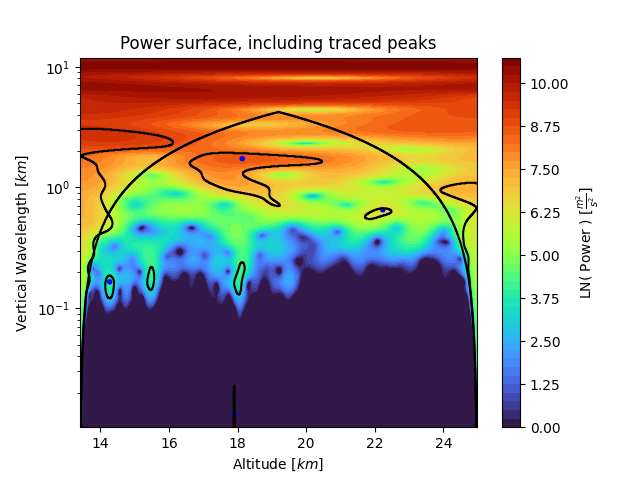 Power surface, including traced peaks
10¹
10⁰
10⁻¹
Vertical Wavelength [km]
14 16 18 20 22 24
Altitude [km]
10.00
8.75
7.50
6.25
5.00
3.75
2.50
1.25
0.00
LN( Power ) [m²/s²]